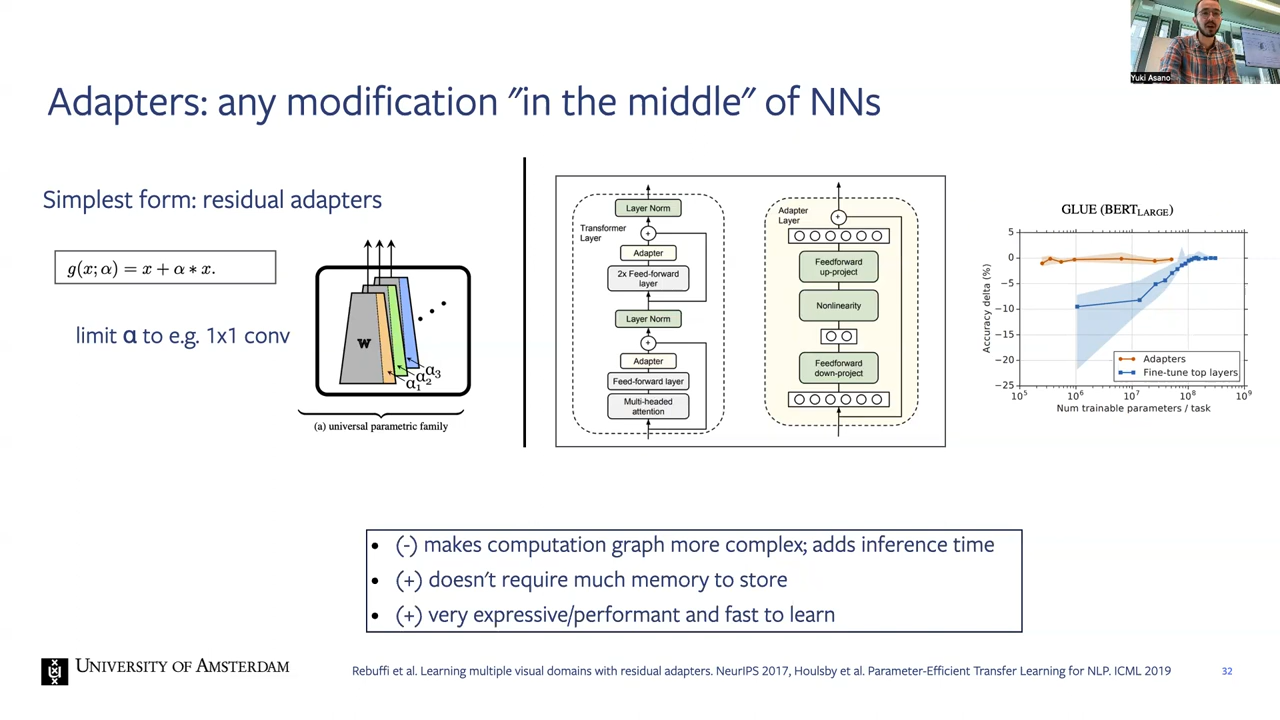 Yuki Asano
Adapters: any modification "in the middle" of NNs
Simplest form: residual adapters
g(x; α) = x + α ∗ x.
limit α to e.g. 1x1 conv
w
α1
α2
α3
(a) universal parametric family
Layer Norm
Transformer
Layer
+
Adapter
2x Feed-forward
layer
Layer Norm
+
Adapter
Feed-forward layer
Multi-headed
attention
Adapter
Layer
+
Feedforward
up-project
Nonlinearity
Feedforward
down-project
GLUE (BERTLARGE)
Accuracy delta (%)
5
0
−5
−10
−15
−20
−25
Adapters
Fine-tune top layers
10^5 10^6 10^7 10^8 10^9
Num trainable parameters / task
• (-) makes computation graph more complex; adds inference time
• (+) doesn't require much memory to store
• (+) very expressive/performant and fast to learn
UNIVERSITY OF AMSTERDAM
Rebuffi et al. Learning multiple visual domains with residual adapters. NeurIPS 2017, Houlsby et al. Parameter-Efficient Transfer Learning for NLP. ICML 2019
32